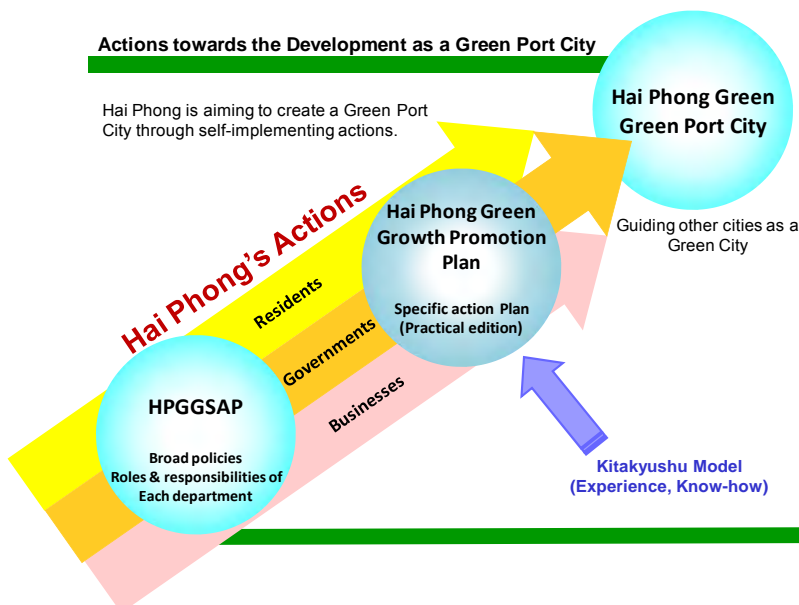 Actions towards the Development as a Green Port City
Hai Phong is aiming to create a Green Port
City through self-implementing actions.
Hai Phong Green
Green Port City
Guiding other cities as a
Green City
Hai Phong's Actions
Residents
Governments
Businesses
Hai Phong Green
Growth Promotion
Plan
Specific action Plan
(Practical edition)
HPGGSAP
Broad policies
Roles & responsibilities of
Each department
Kitakyushu Model
(Experience, Know-how)